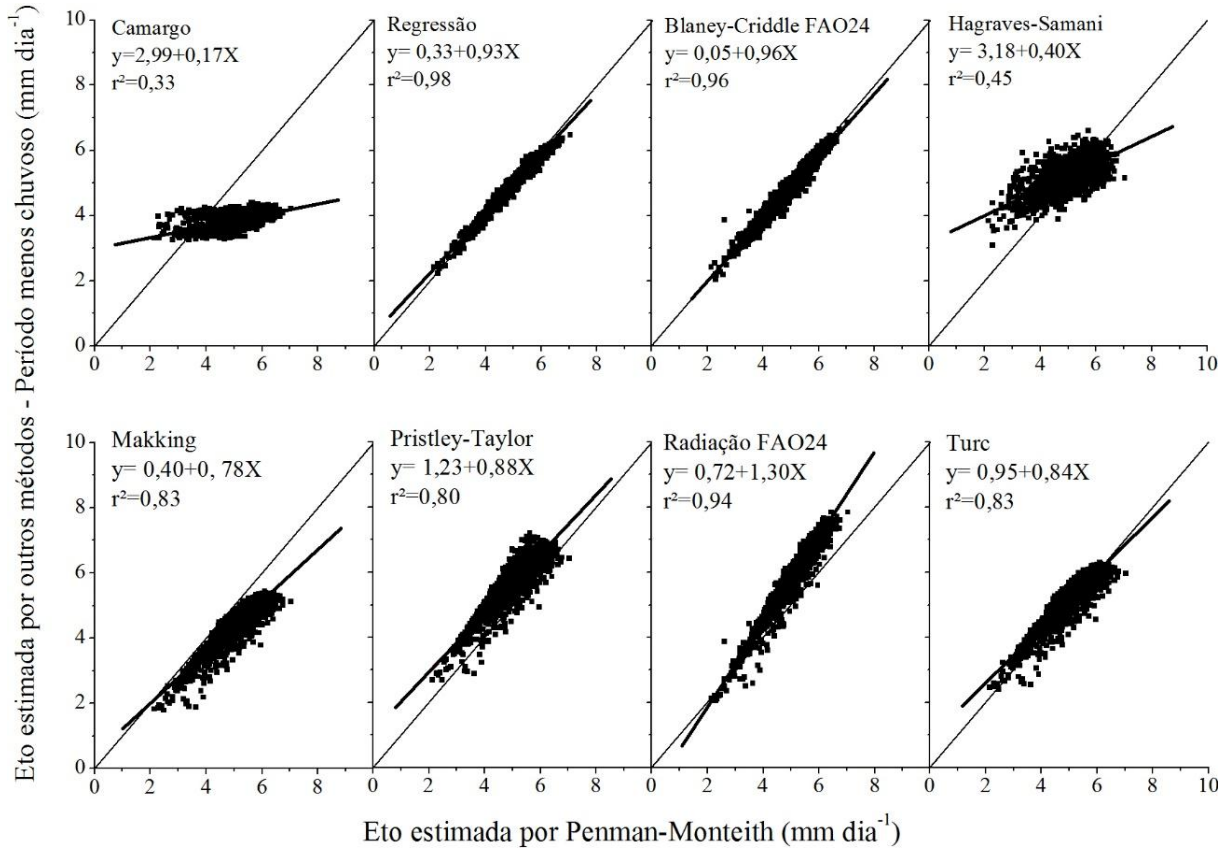 Eto estimada por outros métodos - Período menos chuvoso (mm dia⁻¹)
Camargo
y=2,99+0,17X
r²=0,33
Regressão
y= 0,33+0,93X
r²=0,98
Blaney-Criddle FAO24
y= 0,05+0,96X
r²=0,96
Hagraves-Samani
y= 3,18+0,40X
r²=0,45
10
8
6
4
2
0
0 2 4 6 8 0 2 4 6 8 0 2 4 6 8 0 2 4 6 8 10
Makking
y= 0,40+0, 78X
r²=0,83
Pristley-Taylor
y= 1,23+0,88X
r²=0,80
Radiação FAO24
y= 0,72+1,30X
r²=0,94
Turc
y= 0,95+0,84X
r²=0,83
10
8
6
4
2
0
0 2 4 6 8 0 2 4 6 8 0 2 4 6 8 0 2 4 6 8 10
Eto estimada por Penman-Monteith (mm dia⁻¹)